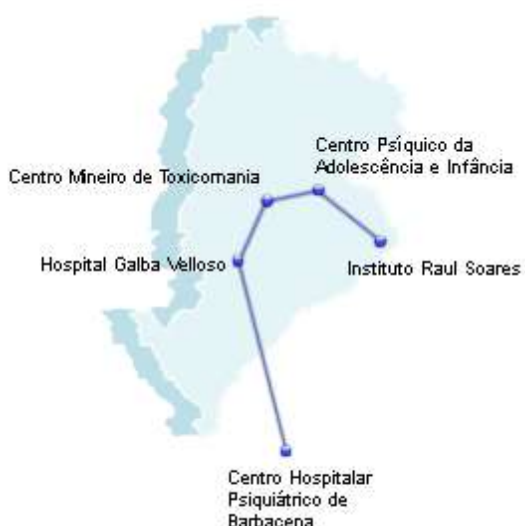 Centro Psíquico da
Adolescência e Infância
Centro Mineiro de Toxicomania
Hospital Galba Velloso
Instituto Raul Soares
Centro Hospitalar
Psiquiátrico de
Barbacena